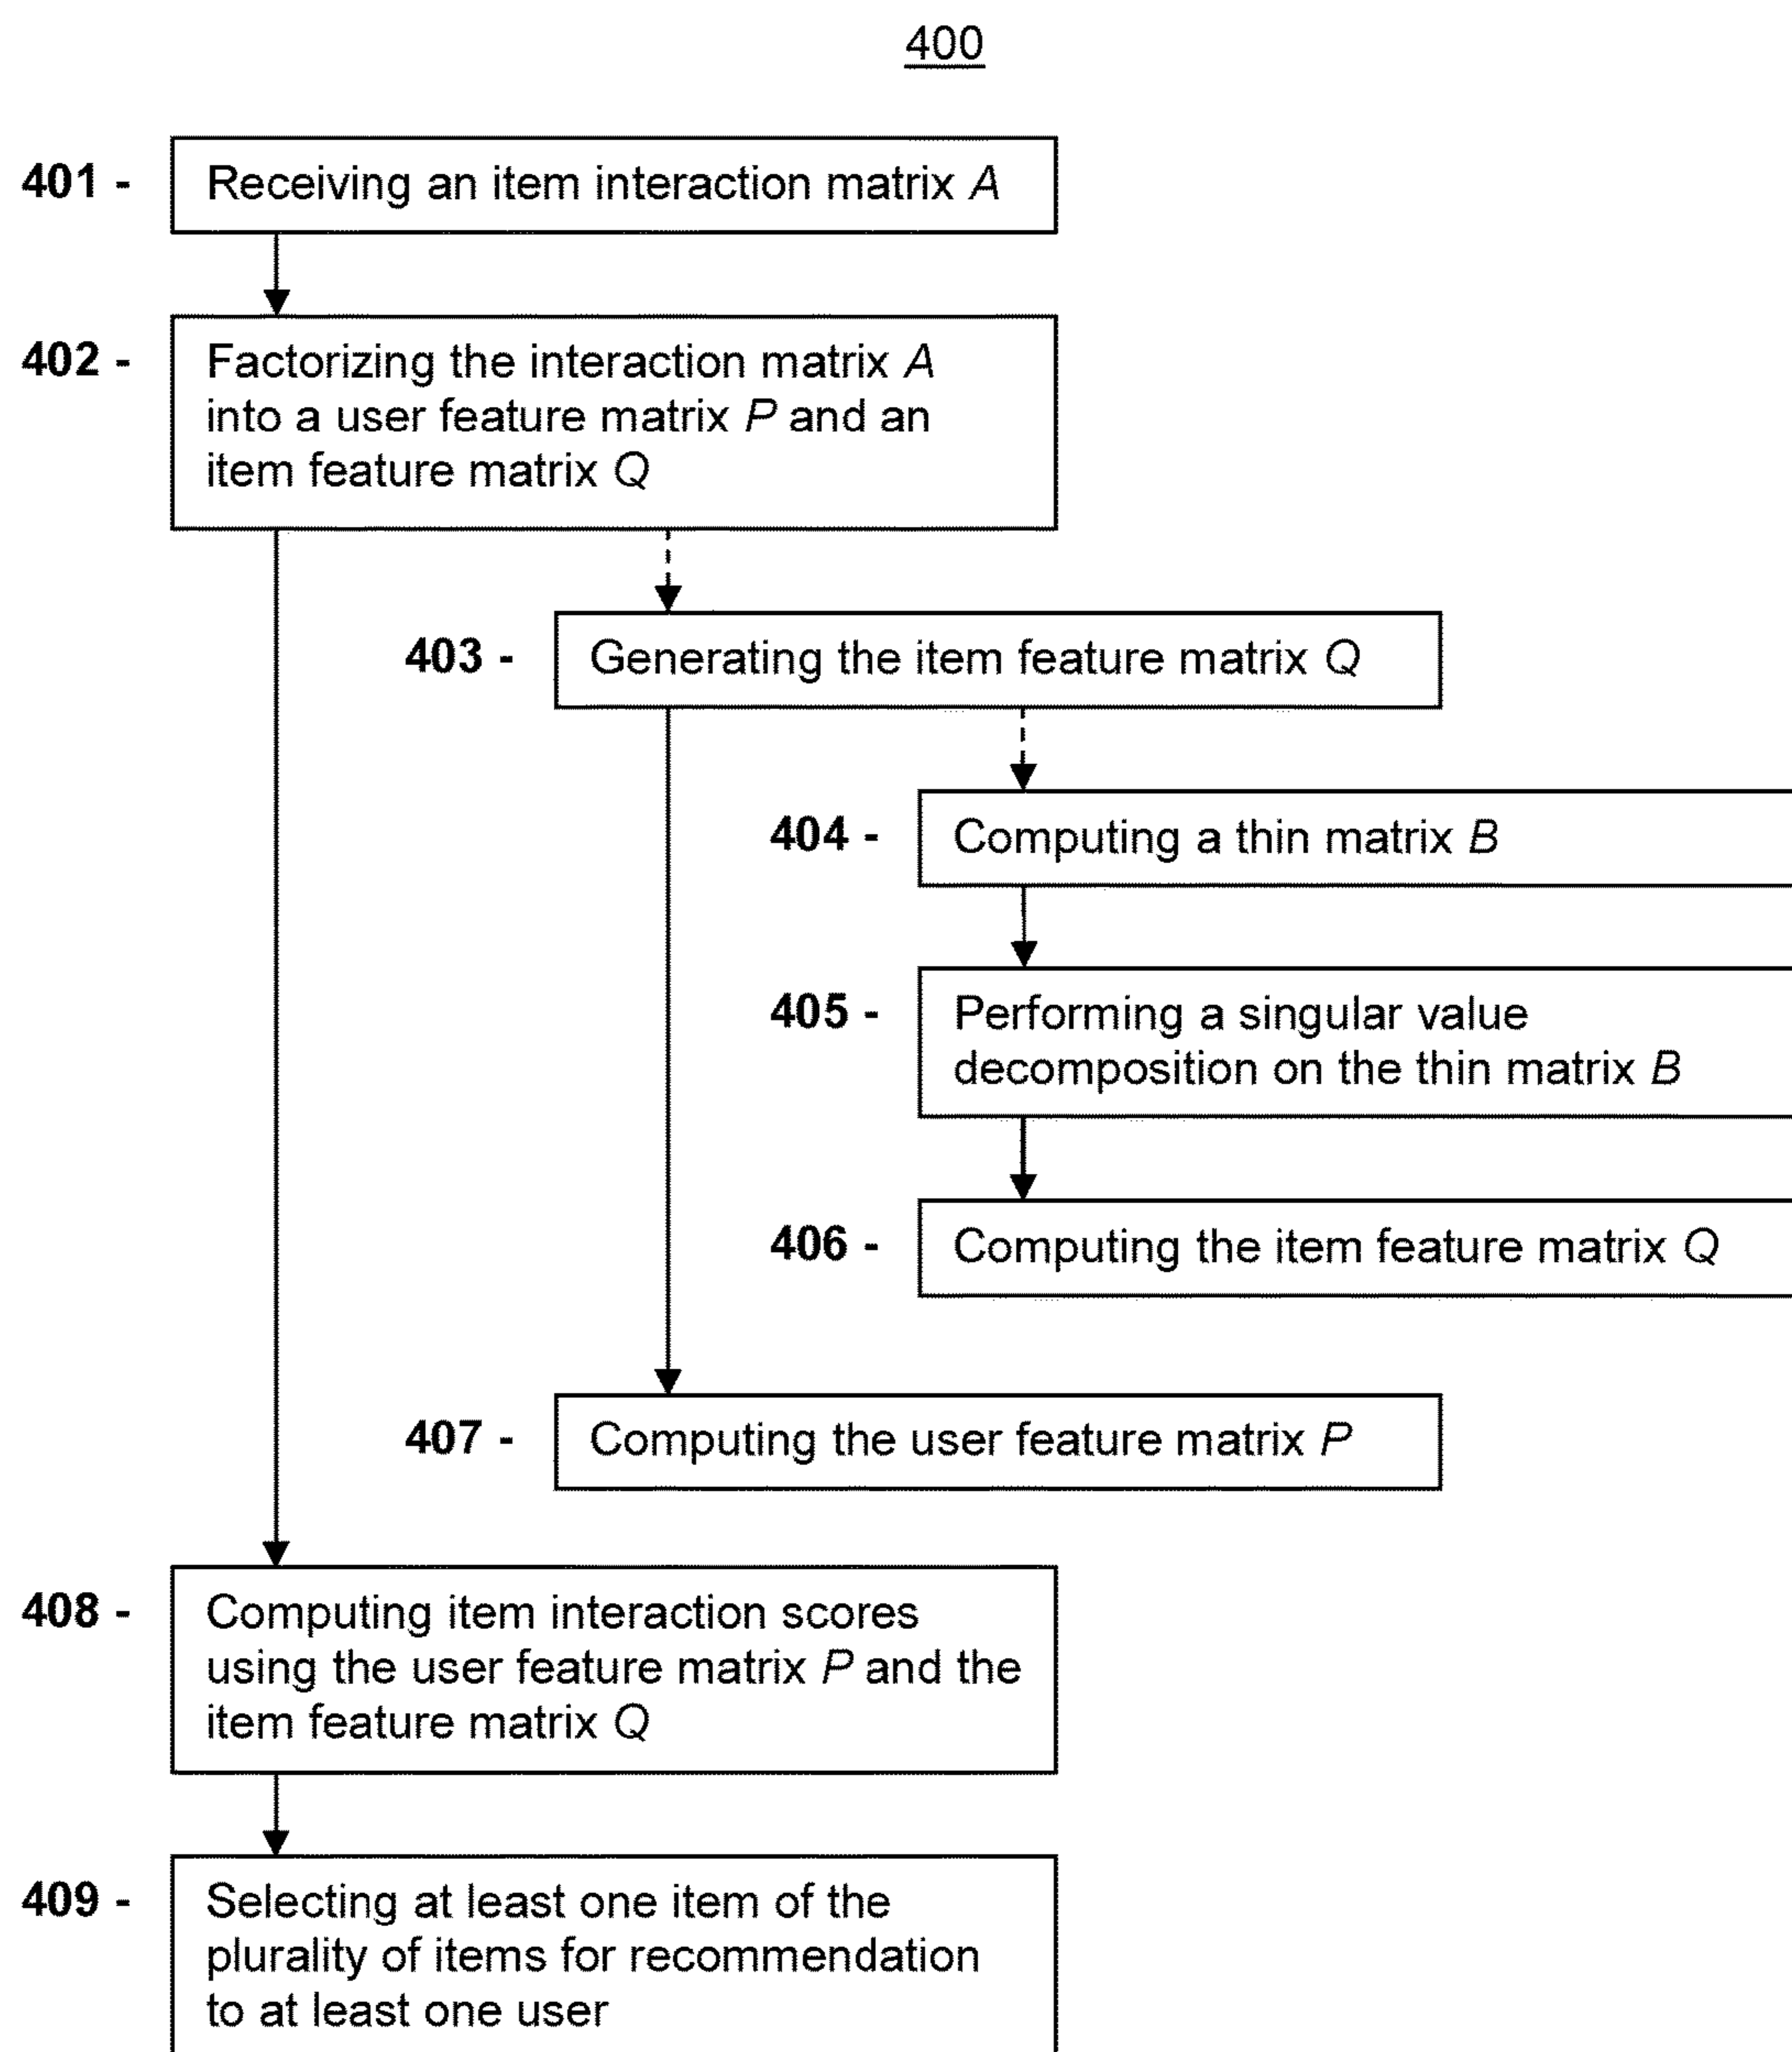 400
401 -
Receiving an item interaction matrix A
402 -
Factorizing the interaction matrix A
into a user feature matrix P and an
item feature matrix Q
403 -
Generating the item feature matrix Q
404 -
Computing a thin matrix B
405 -
Performing a singular value
decomposition on the thin matrix B
406 -
Computing the item feature matrix Q
407 -
Computing the user feature matrix P
408 -
Computing item interaction scores
using the user feature matrix P and the
item feature matrix Q
409 -
Selecting at least one item of the
plurality of items for recommendation
to at least one user